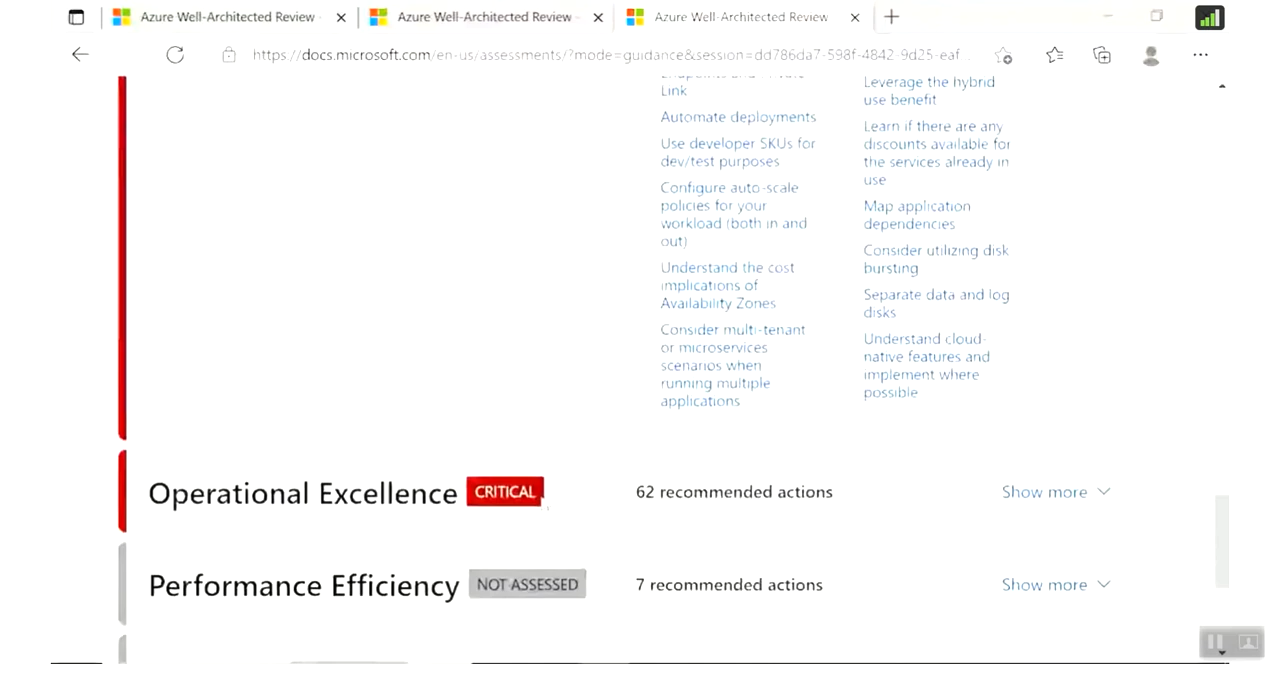 Azure Well-Architected Review
Azure Well-Architected Review
Azure Well-Architected Review
https://docs.microsoft.com/en-us/assessments/?mode=guidance&session=dd786da7-598f-4842-9d25-eaf
Link
Automate deployments
Use developer SKUs for
dev/test purposes
Configure auto-scale
policies for your
workload (both in and
out)
Understand the cost
implications of
Availability Zones
Consider multi-tenant
or microservices
scenarios when
running multiple
applications
Leverage the hybrid
use benefit
Learn if there are any
discounts available for
the services already in
use
Map application
dependencies
Consider utilizing disk
bursting
Separate data and log
disks
Understand cloud-
native features and
implement where
possible
Operational Excellence CRITICAL 62 recommended actions Show more
Performance Efficiency NOT ASSESSED 7 recommended actions Show more